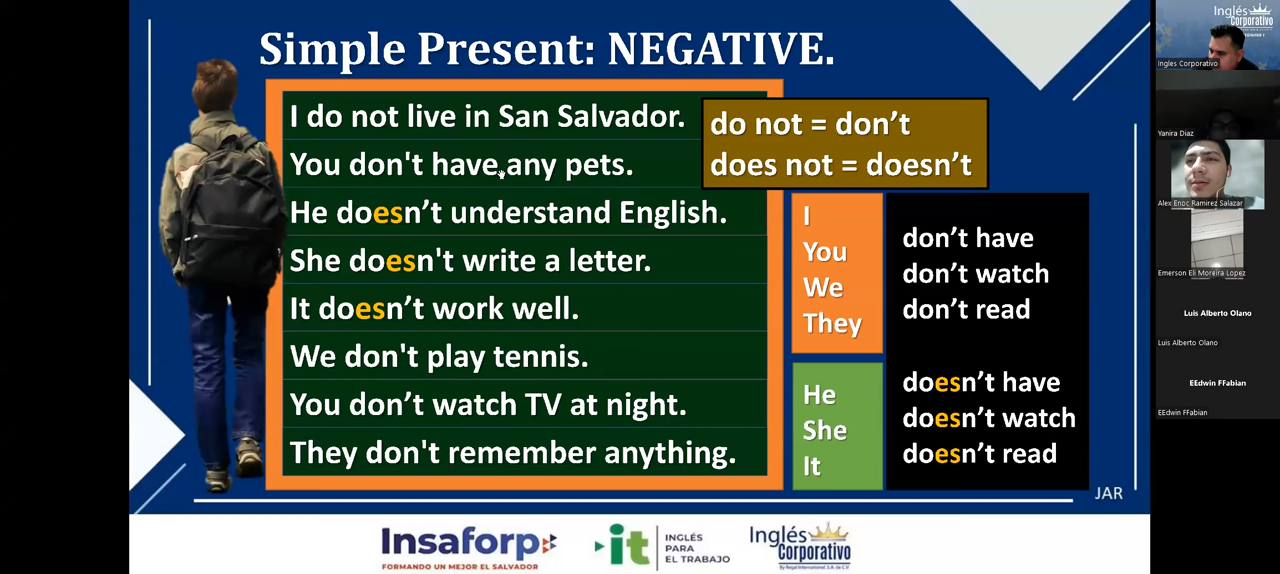 Simple Present: NEGATIVE.
I do not live in San Salvador.
You don't have any pets.
He doesn’t understand English.
She doesn't write a letter.
It doesn’t work well.
We don't play tennis.
You don’t watch TV at night.
They don't remember anything.
do not = don’t
does not = doesn’t
I
You
We
They
don’t have
don’t watch
don’t read
He
She
It
doesn’t have
doesn’t watch
doesn’t read
JAR
Insaforp
FORMANDO UN MEJOR EL SALVADOR
it
INGLÉS
PARA
EL TRABAJO
Inglés
Corporativo
By Regal International, S.A. de C.V.
Inglés
Corporativo
Ingles Corporativo
Yanira Diaz
Alex Enoc Ramirez Salazar
Emerson Eli Moreira Lopez
Luis Alberto Olano
Luis Alberto Olano
EEdwin FFabian
EEdwin FFabian